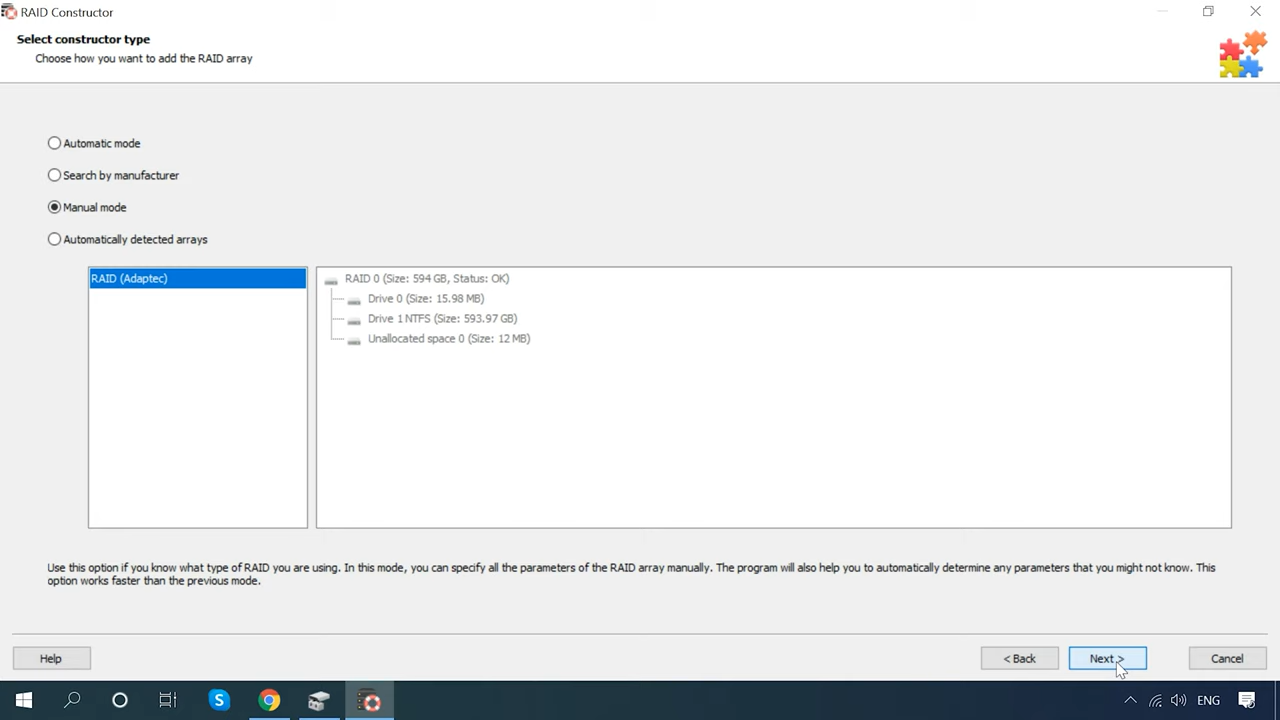 RAID Constructor
Select constructor type
Choose how you want to add the RAID array
Automatic mode
Search by manufacturer
Manual mode
Automatically detected arrays
RAID (Adaptec)
RAID 0 (Size: 594 GB, Status: OK)
Drive 0 (Size: 15.98 MB)
Drive 1 NTFS (Size: 593.97 GB)
Unallocated space 0 (Size: 12 MB)
Use this option if you know what type of RAID you are using. In this mode, you can specify all the parameters of the RAID array manually. The program will also help you to automatically determine any parameters that you might not know. This
option works faster than the previous mode.
Help
< Back
Next >
Cancel
ENG